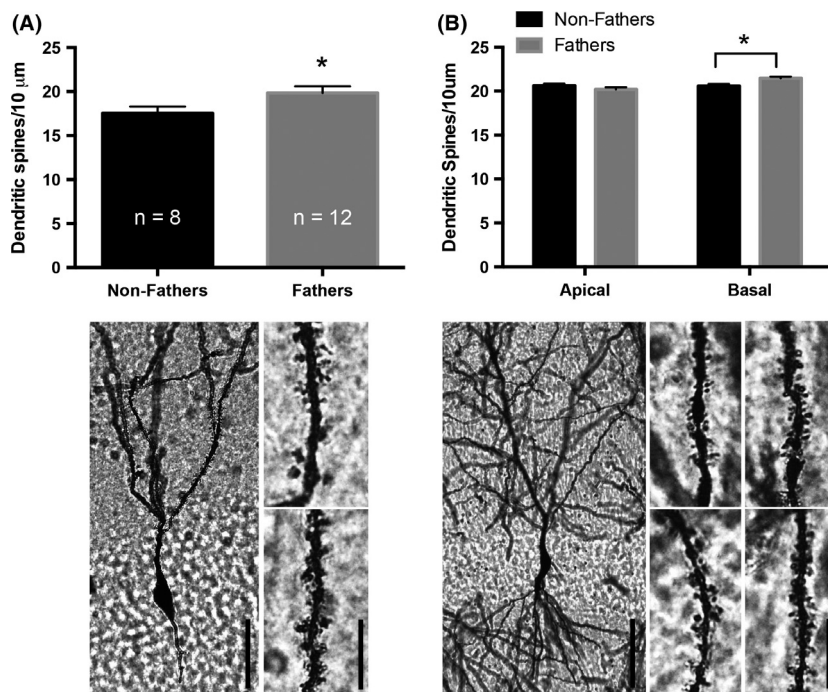 (A)
Dendritic spines/10 μm
25
20
15
10
5
0
*
n = 8
n = 12
Non-Fathers
Fathers
(B)
Non-Fathers
Fathers
Dendritic Spines/10um
25
20
15
10
5
0
*
Apical
Basal